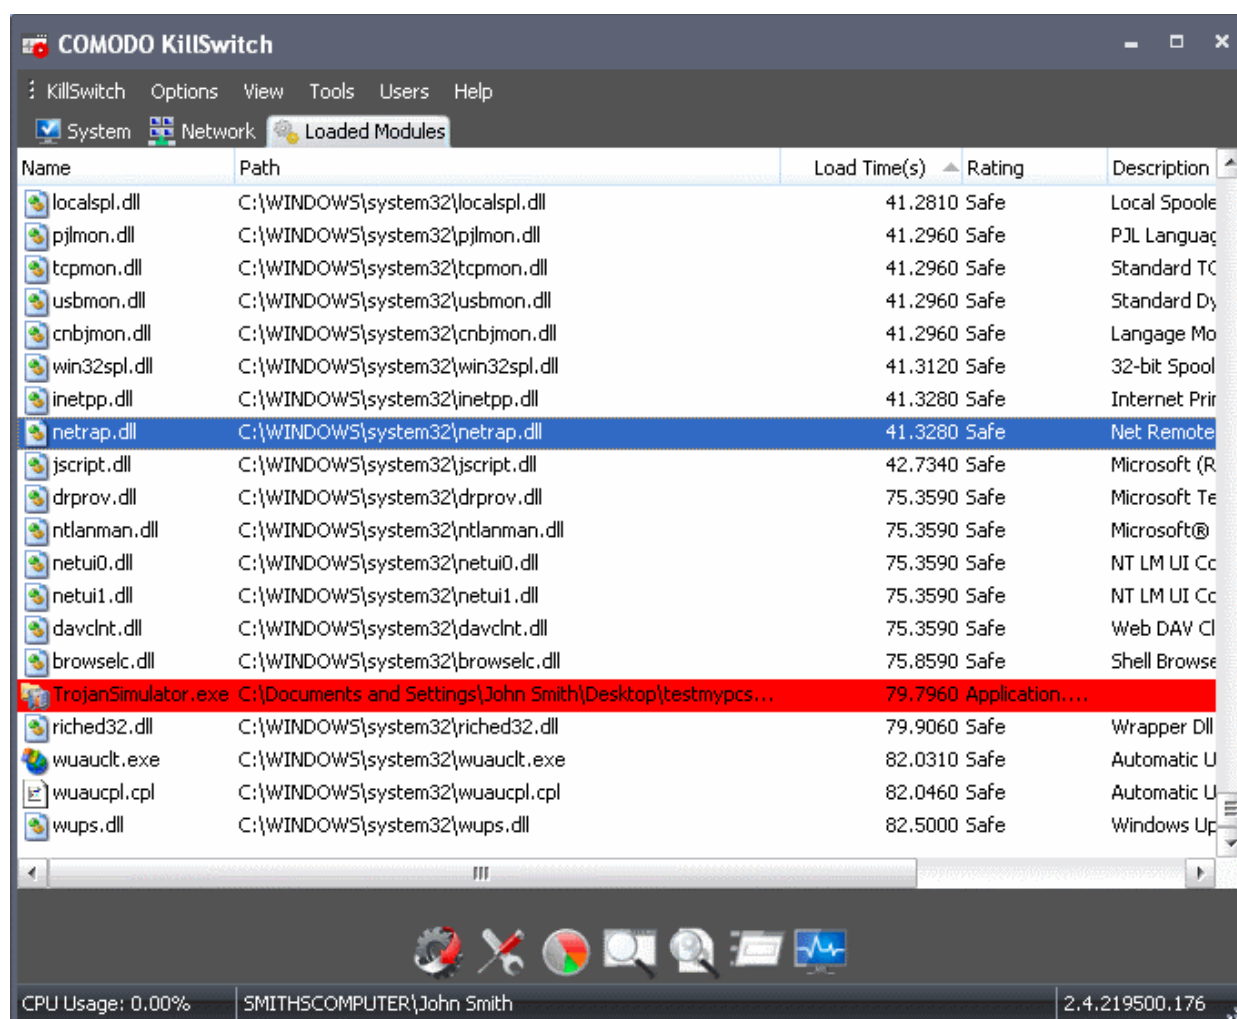 COMODO KillSwitch
KillSwitch Options View Tools Users Help
System Network Loaded Modules
Name Path Load Time(s) Rating Description
localspl.dll C:\WINDOWS\system32\localspl.dll 41.2810 Safe Local Spoole
pjlmon.dll C:\WINDOWS\system32\pjlmon.dll 41.2960 Safe PJL Languag
tcpmon.dll C:\WINDOWS\system32\tcpmon.dll 41.2960 Safe Standard TC
usbmon.dll C:\WINDOWS\system32\usbmon.dll 41.2960 Safe Standard Dy
cnbjmon.dll C:\WINDOWS\system32\cnbjmon.dll 41.2960 Safe Langage Mo
win32spl.dll C:\WINDOWS\system32\win32spl.dll 41.3120 Safe 32-bit Spool
inetpp.dll C:\WINDOWS\system32\inetpp.dll 41.3280 Safe Internet Prin
netrap.dll C:\WINDOWS\system32\netrap.dll 41.3280 Safe Net Remote
jscript.dll C:\WINDOWS\system32\jscript.dll 42.7340 Safe Microsoft (R
drprov.dll C:\WINDOWS\system32\drprov.dll 75.3590 Safe Microsoft Te
ntlanman.dll C:\WINDOWS\system32\ntlanman.dll 75.3590 Safe Microsoft®
netui0.dll C:\WINDOWS\system32\netui0.dll 75.3590 Safe NT LM UI Co
netui1.dll C:\WINDOWS\system32\netui1.dll 75.3590 Safe NT LM UI Co
davclnt.dll C:\WINDOWS\system32\davclnt.dll 75.3590 Safe Web DAV Cl
browselc.dll C:\WINDOWS\system32\browselc.dll 75.8590 Safe Shell Browse
TrojanSimulator.exe C:\Documents and Settings\John Smith\Desktop\testmypcs... 79.7960 Application....
riched32.dll C:\WINDOWS\system32\riched32.dll 79.9060 Safe Wrapper Dll
wuauclt.exe C:\WINDOWS\system32\wuauclt.exe 82.0310 Safe Automatic U
wuaucpl.cpl C:\WINDOWS\system32\wuaucpl.cpl 82.0460 Safe Automatic U
wups.dll C:\WINDOWS\system32\wups.dll 82.5000 Safe Windows Up
CPU Usage: 0.00% SMITHSCOMPUTER\John Smith 2.4.219500.176